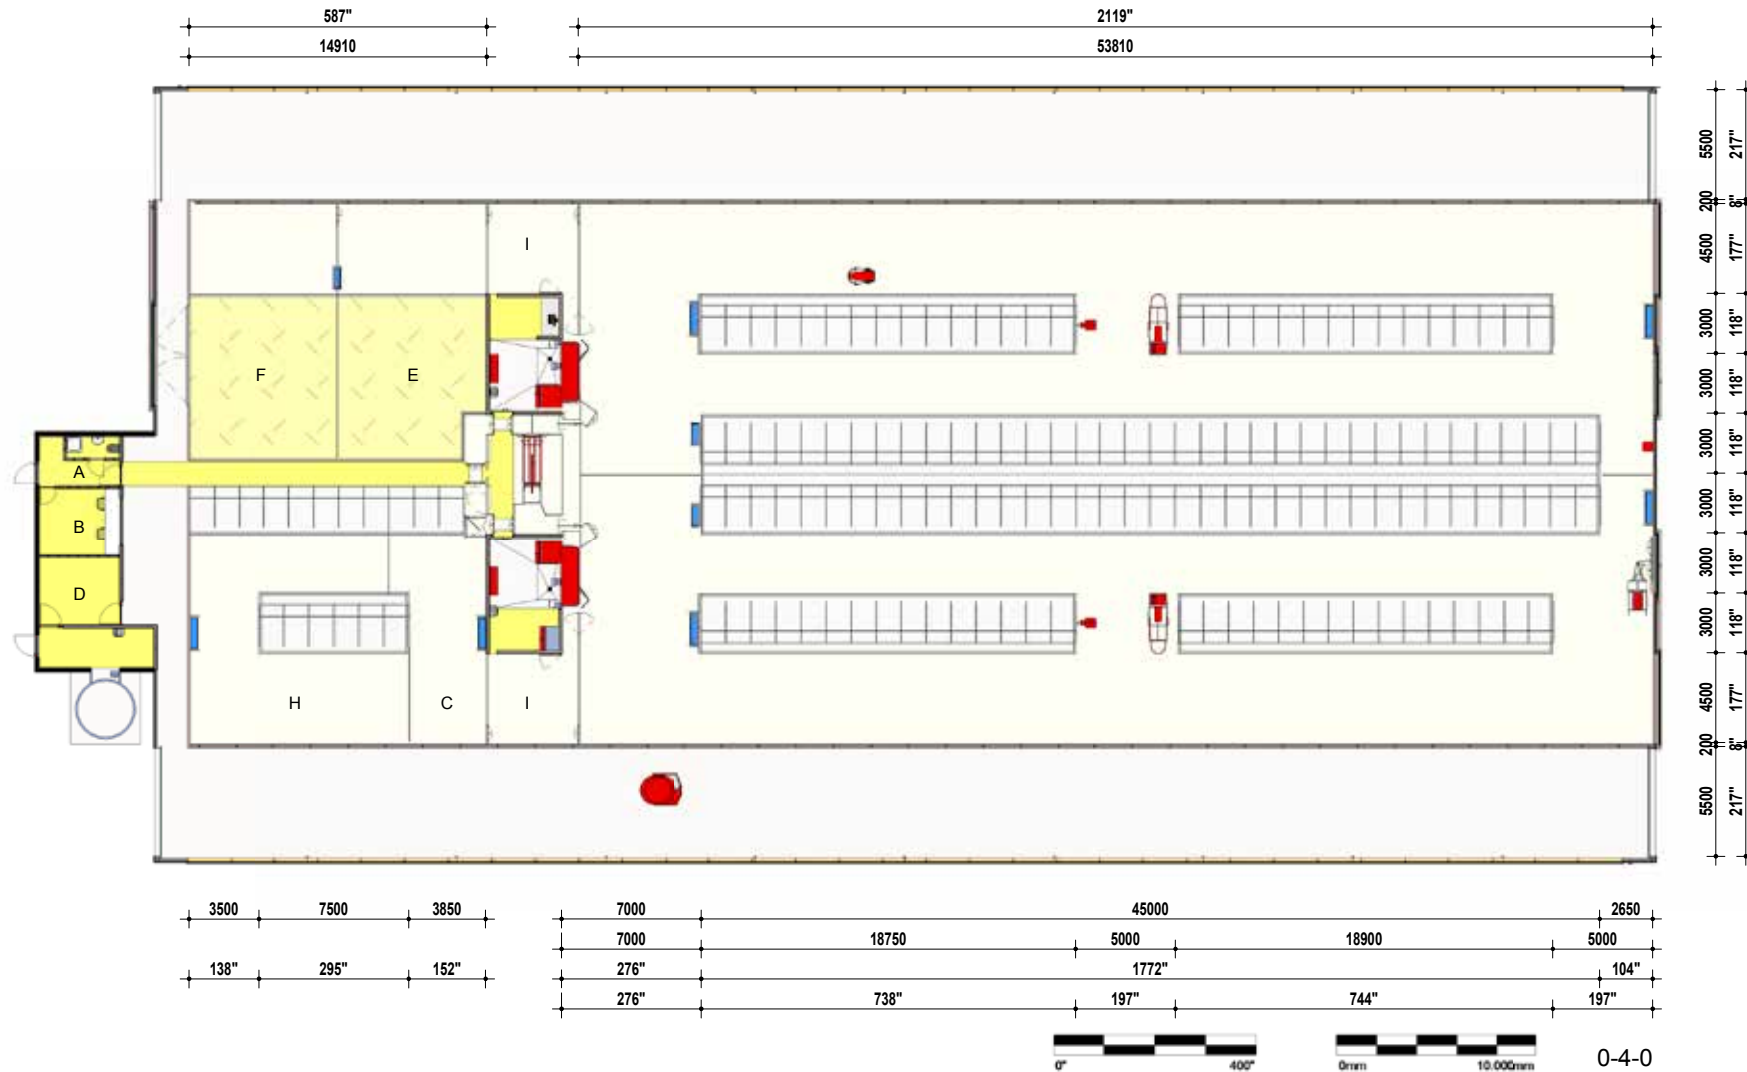 587" 2119"
14910 53810
5500 217"
200 8"
4500 177"
I
3000 118"
F E
3000 118"
3000 118"
A
3000 118"
B
3000 118"
D
3000 118"
H C I
4500 177"
200 8"
5500 217"
3500 7500 3850 7000 45000 2650
7000 18750 5000 18900 5000
138" 295" 152" 276" 1772" 104"
276" 738" 197" 744" 197"
0" 400" 0mm 10.000mm 0-4-0